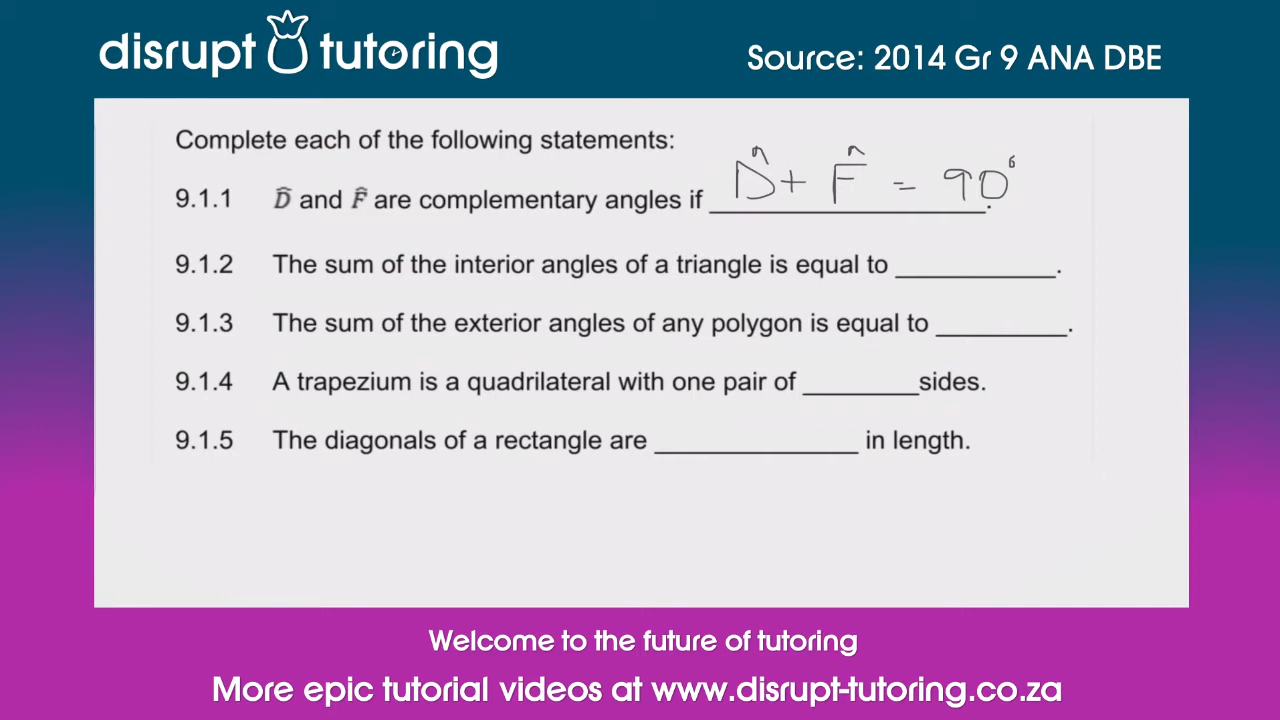 disrupt tutoring
Source: 2014 Gr 9 ANA DBE
Complete each of the following statements:
9.1.1 D̂ and F̂ are complementary angles if D̂ + F̂ = 90° .
9.1.2 The sum of the interior angles of a triangle is equal to ___________.
9.1.3 The sum of the exterior angles of any polygon is equal to _________.
9.1.4 A trapezium is a quadrilateral with one pair of ________sides.
9.1.5 The diagonals of a rectangle are ______________ in length.
Welcome to the future of tutoring
More epic tutorial videos at www.disrupt-tutoring.co.za